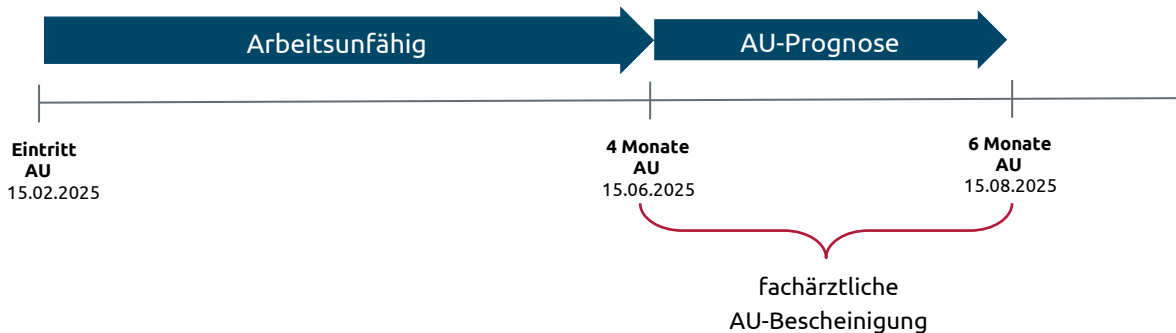 Arbeitsunfähig
AU-Prognose
Eintritt
AU
15.02.2025
4 Monate
AU
15.06.2025
6 Monate
AU
15.08.2025
fachärztliche
AU-Bescheinigung